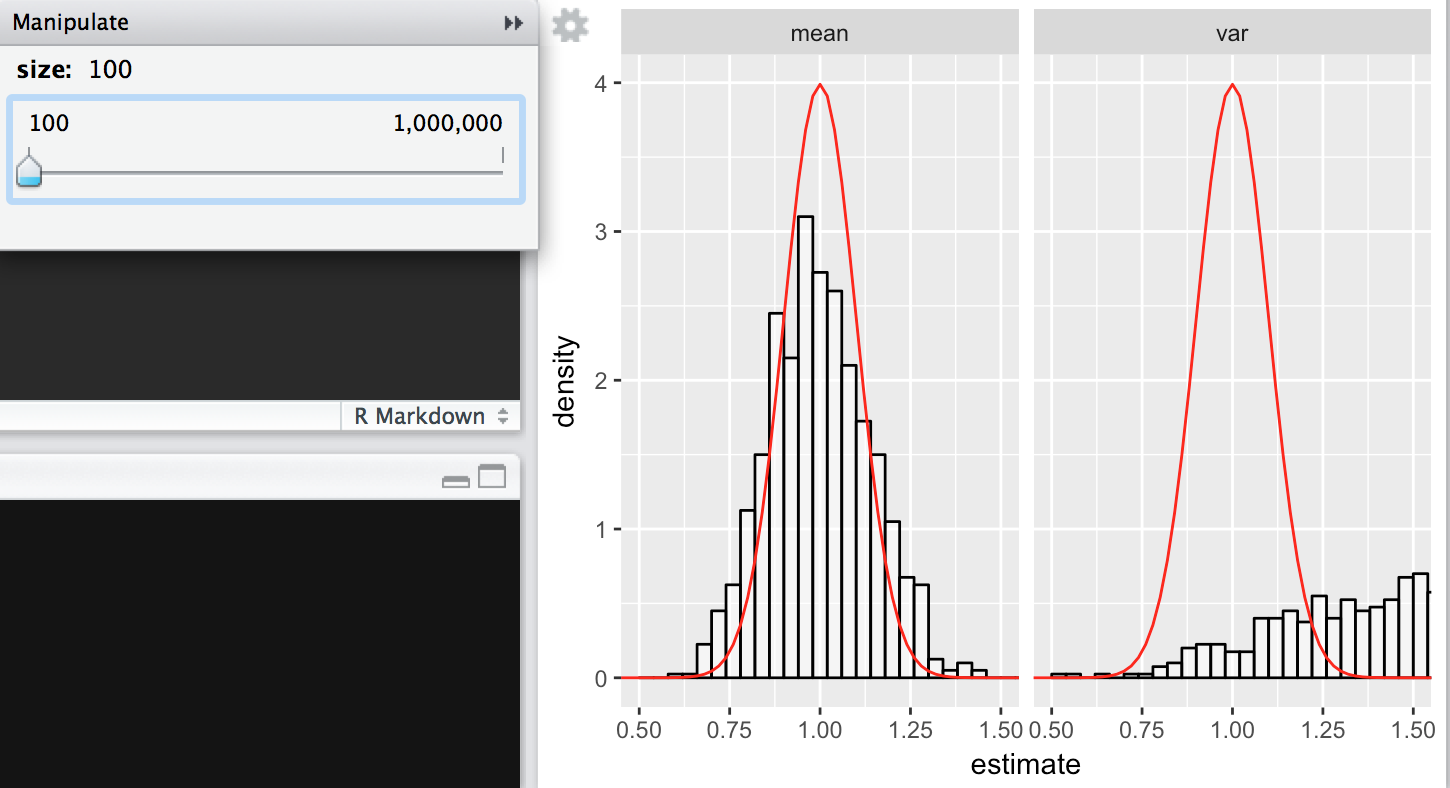 Manipulate
size: 100
100 1,000,000
R Markdown
mean var
density
4
3
2
1
0
0.50 0.75 1.00 1.25 1.50 0.50 0.75 1.00 1.25 1.50
estimate